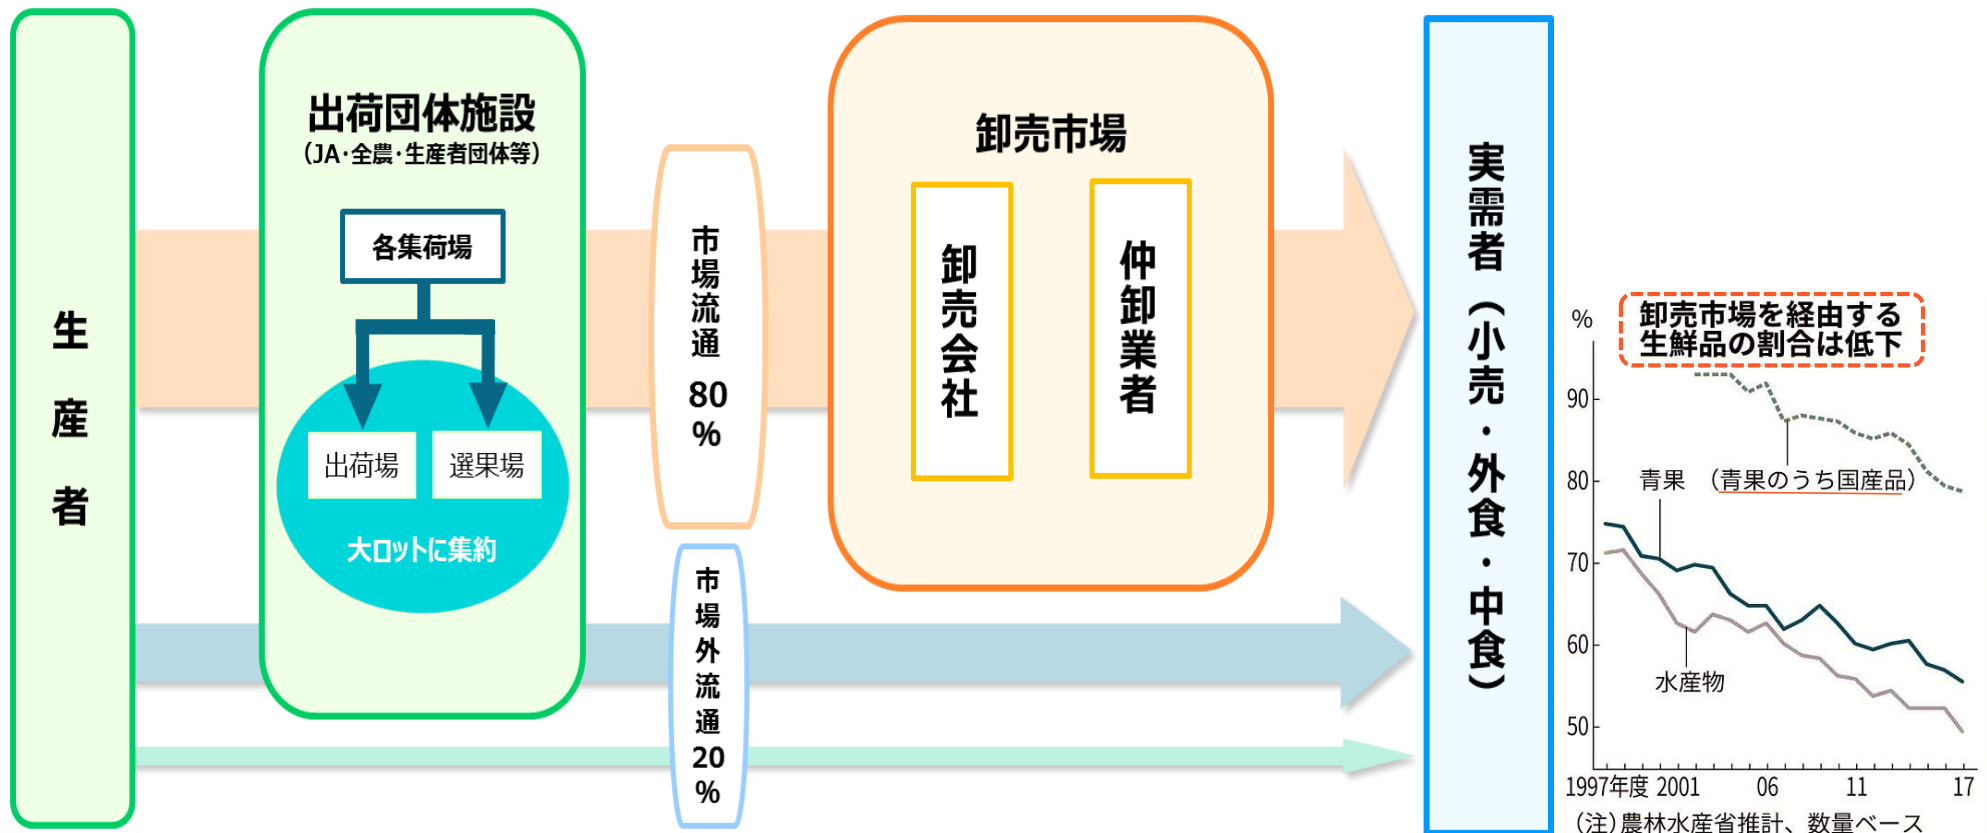 生産者
出荷団体施設
（JA･全農･生産者団体等）
各集荷場
出荷場
選果場
大ロットに集約
市場流通
80
%
市場外流通
20
%
卸売市場
卸売会社
仲卸業者
実需者（小売・外食・中食）
卸売市場を経由する
生鮮品の割合は低下
%
90
80
70
60
50
青果
（青果のうち国産品）
水産物
1997年度 2001 06 11 17
（注）農林水産省推計、数量ベース